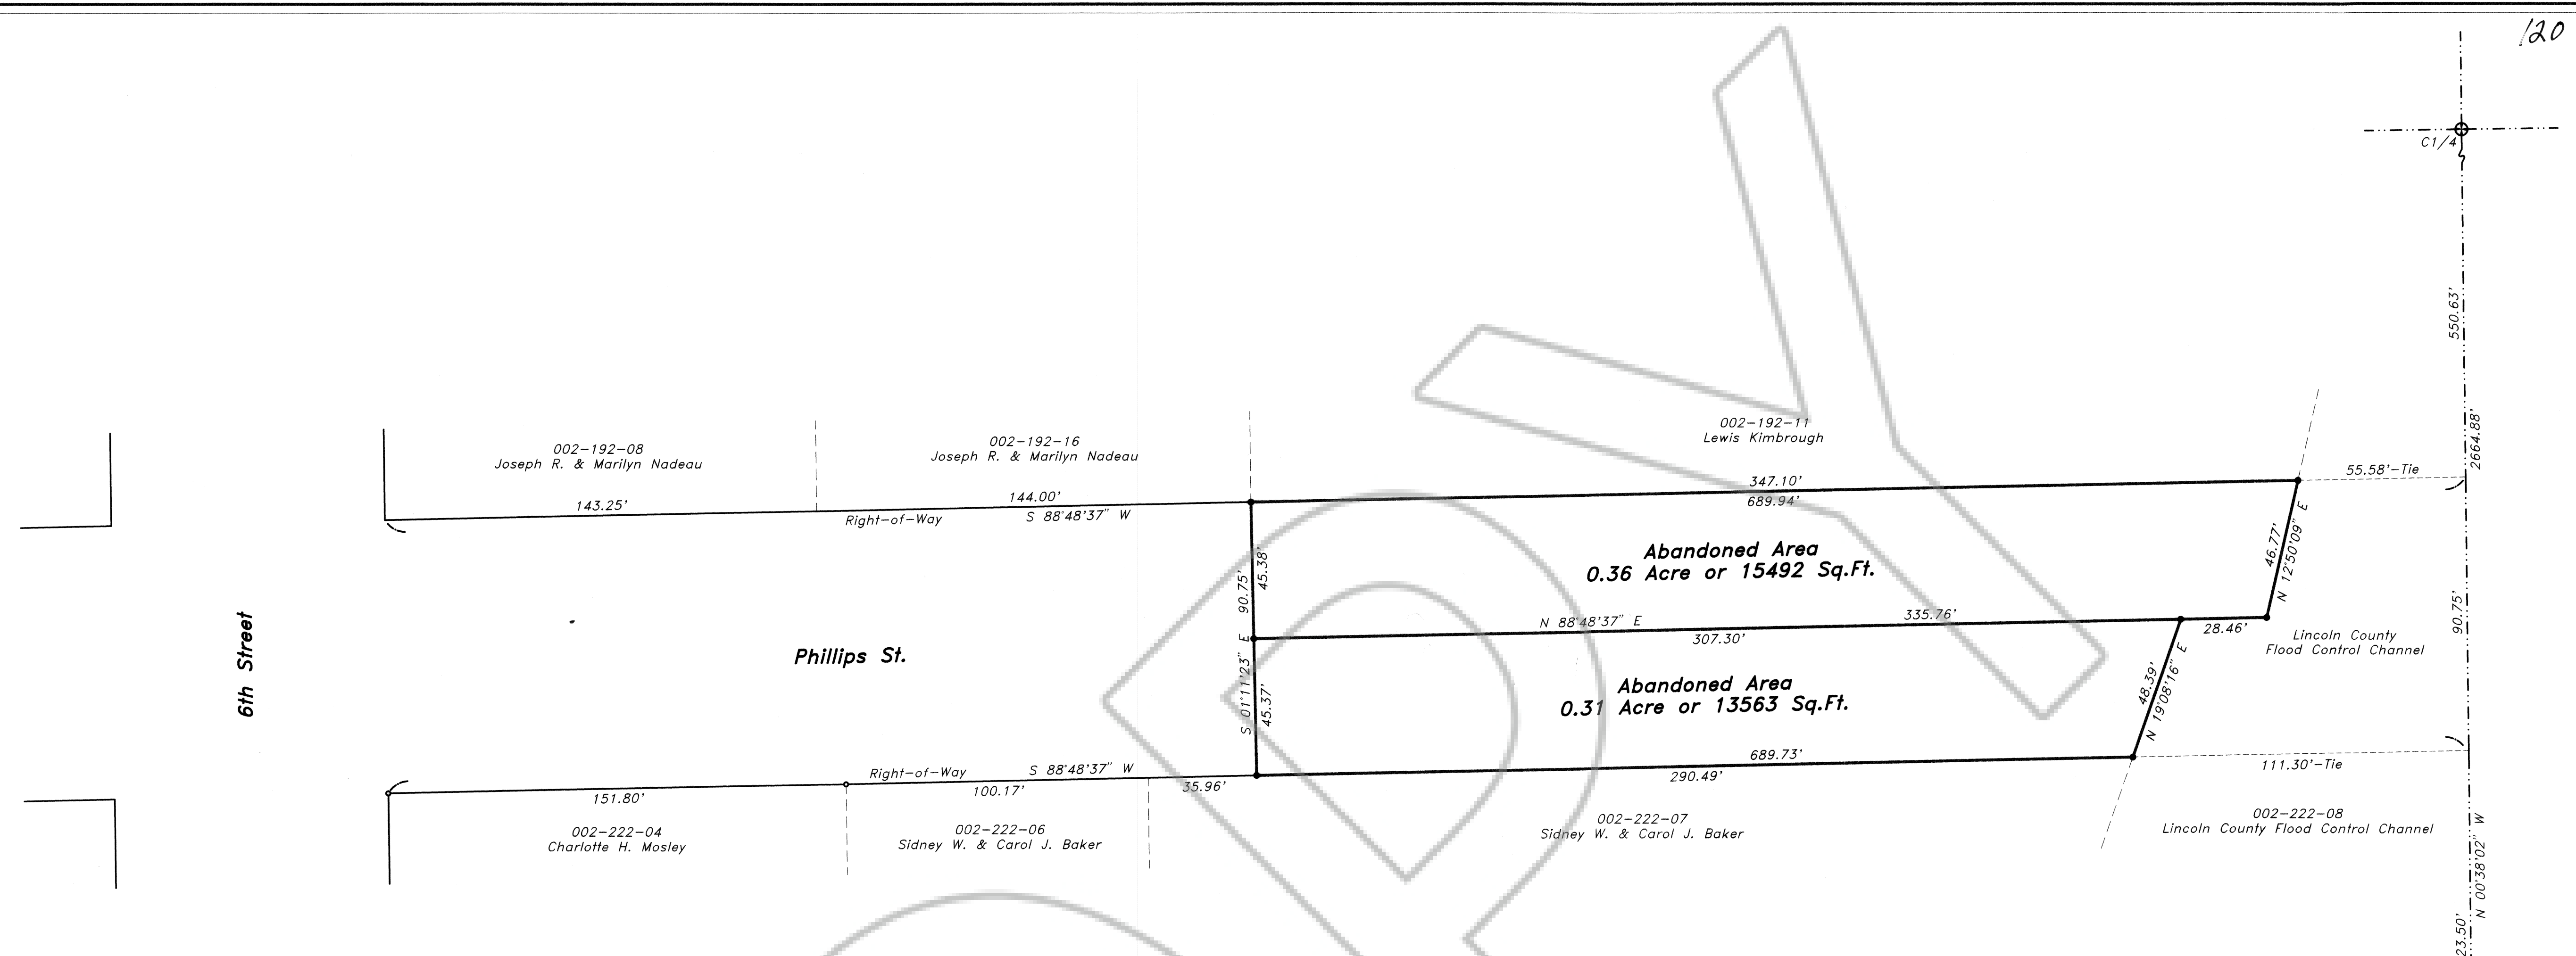 120
C1/4
550.63'
2664.88'
002-192-08
Joseph R. & Marilyn Nadeau
143.25'
002-192-16
Joseph R. & Marilyn Nadeau
144.00'
Right-of-Way S 88°48'37" W
002-192-11
Lewis Kimbrough
347.10'
689.94'
55.58'-Tie
46.77'
N 12°50'09" E
90.75'
45.38'
Abandoned Area
0.36 Acre or 15492 Sq.Ft.
90.75'
N 88°48'37" E
335.76'
307.30'
28.46'
Lincoln County
Flood Control Channel
6th Street
Phillips St.
S 01°11'23" E
45.37'
Abandoned Area
0.31 Acre or 13563 Sq.Ft.
48.39'
N 19°08'16" E
689.73'
290.49'
111.30'-Tie
Right-of-Way S 88°48'37" W
151.80'
100.17'
35.96'
002-222-04
Charlotte H. Mosley
002-222-06
Sidney W. & Carol J. Baker
002-222-07
Sidney W. & Carol J. Baker
002-222-08
Lincoln County Flood Control Channel
N 00°38'02" W
23.50'